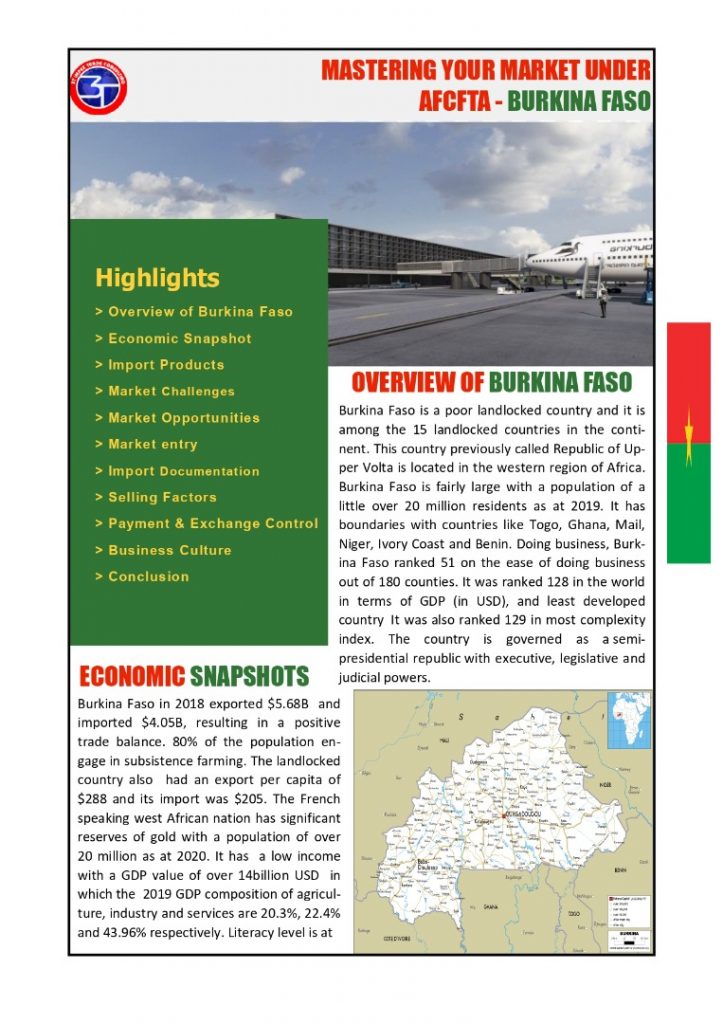 3T
MASTERING YOUR MARKET UNDER
AFCFTA - BURKINA FASO
Highlights
> Overview of Burkina Faso
> Economic Snapshot
> Import Products
> Market Challenges
> Market Opportunities
> Market entry
> Import Documentation
> Selling Factors
> Payment & Exchange Control
> Business Culture
> Conclusion
OVERVIEW OF BURKINA FASO
Burkina Faso is a poor landlocked country and it is
among the 15 landlocked countries in the conti-
nent. This country previously called Republic of Up-
per Volta is located in the western region of Africa.
Burkina Faso is fairly large with a population of a
little over 20 million residents as at 2019. It has
boundaries with countries like Togo, Ghana, Mail,
Niger, Ivory Coast and Benin. Doing business, Burk-
ina Faso ranked 51 on the ease of doing business
out of 180 counties. It was ranked 128 in the world
in terms of GDP (in USD), and least developed
country It was also ranked 129 in most complexity
index. The country is governed as a semi-
presidential republic with executive, legislative and
judicial powers.
ECONOMIC SNAPSHOTS
Burkina Faso in 2018 exported $5.68B and
imported $4.05B, resulting in a positive
trade balance. 80% of the population en-
gage in subsistence farming. The landlocked
country also had an export per capita of
$288 and its import was $205. The French
speaking west African nation has significant
reserves of gold with a population of over
20 million as at 2020. It has a low income
with a GDP value of over 14billion USD in
which the 2019 GDP composition of agricul-
ture, industry and services are 20.3%, 22.4%
and 43.96% respectively. Literacy level is at
Sahel
MALI
NIGER
OUAGADOUGOU
BENIN
GHANA
TOGO
COTE D'IVOIRE
BURKINA